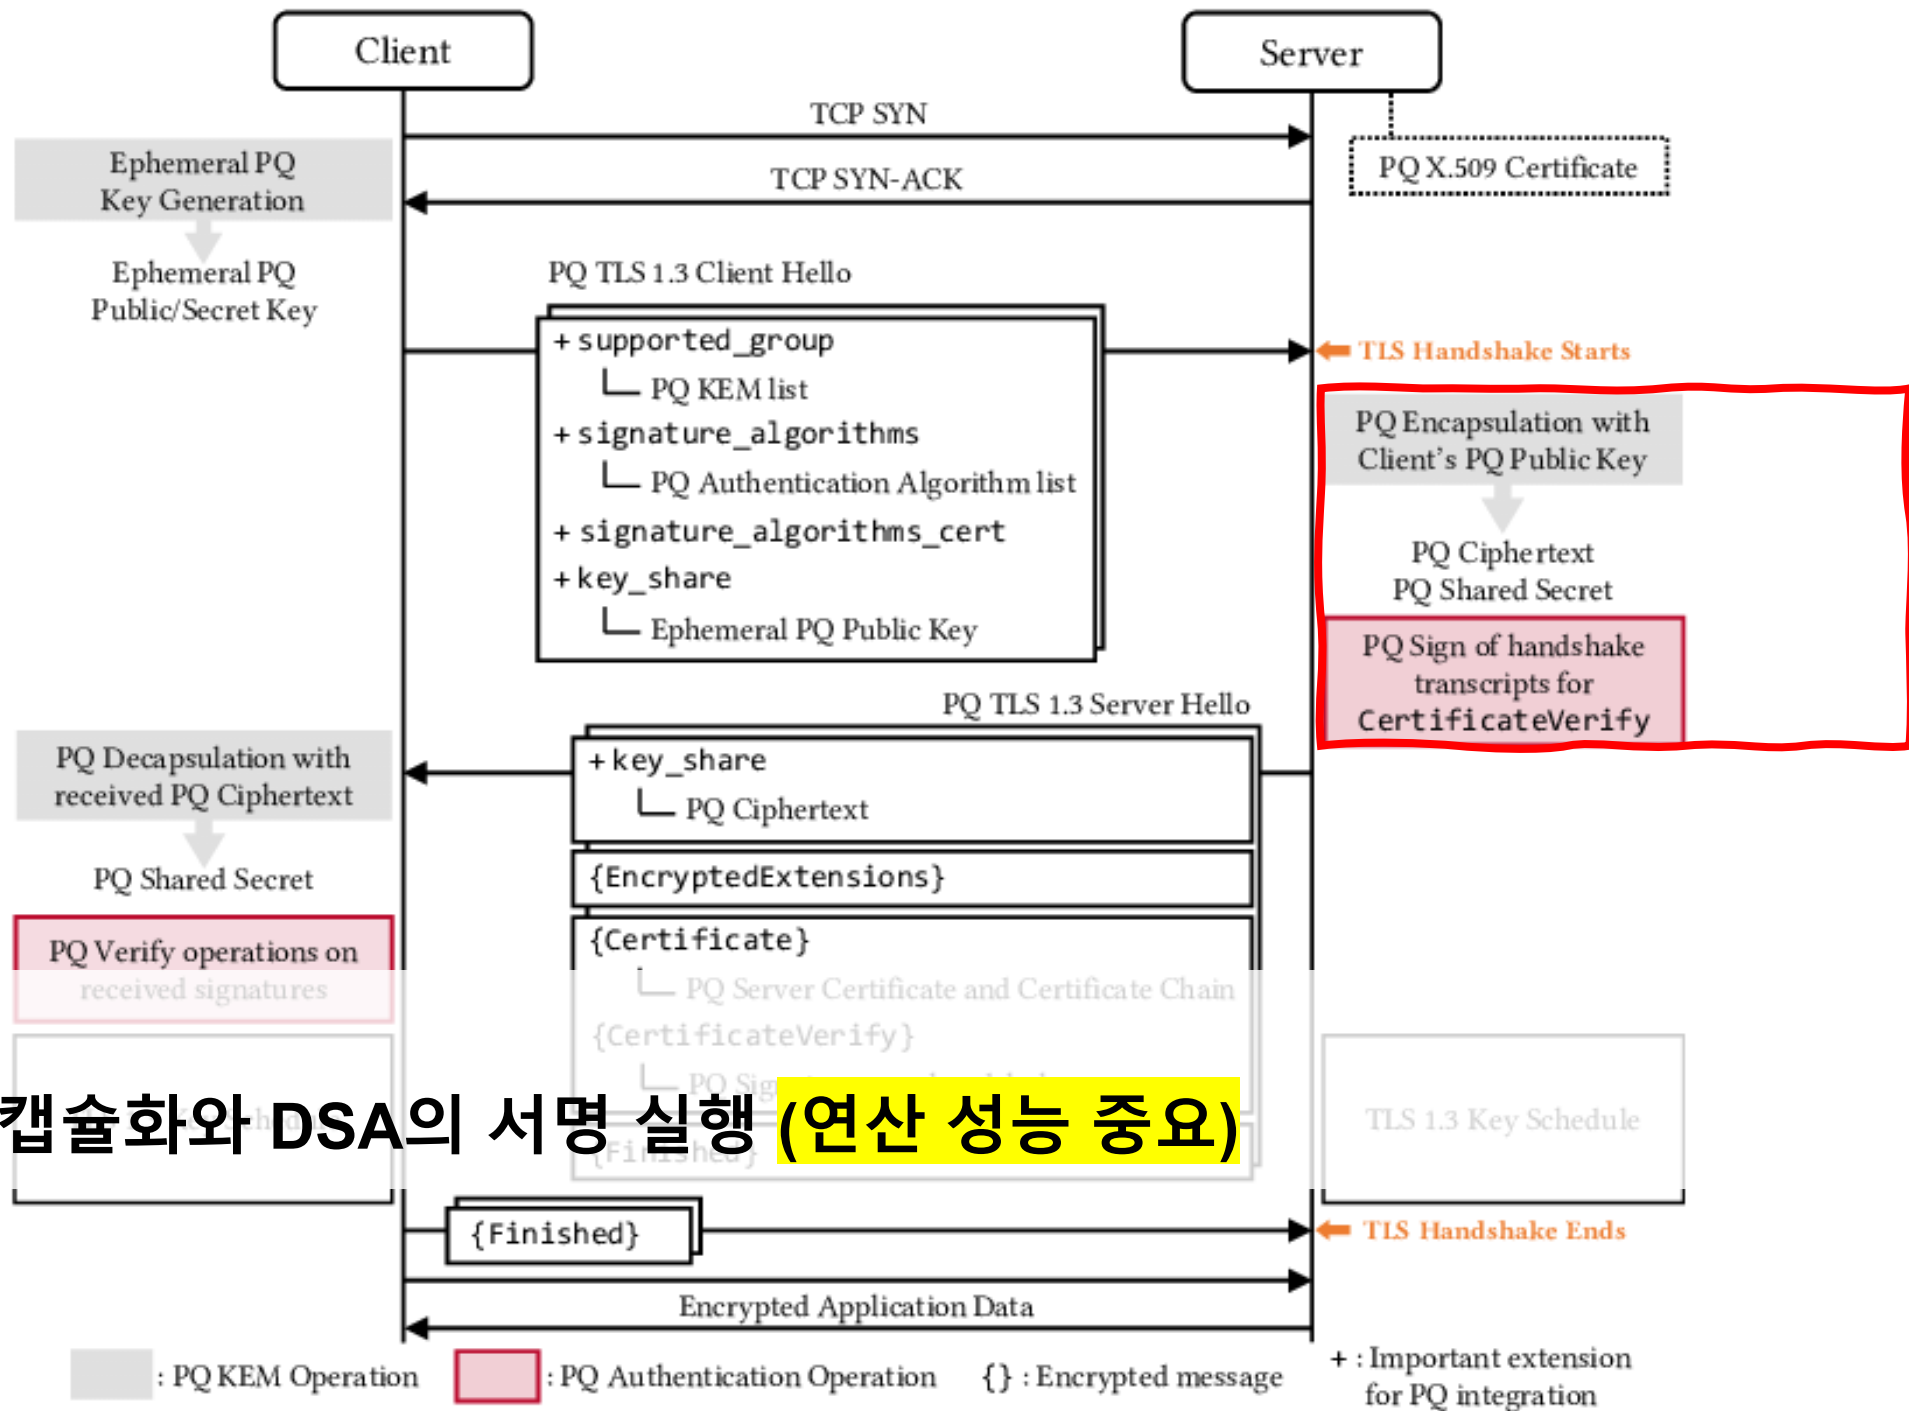 Client
Server
TCP SYN
PQ X.509 Certificate
Ephemeral PQ
Key Generation
TCP SYN-ACK
Ephemeral PQ
Public/Secret Key
PQ TLS 1.3 Client Hello
+ supported_group
PQ KEM list
+ signature_algorithms
PQ Authentication Algorithm list
+ signature_algorithms_cert
+ key_share
Ephemeral PQ Public Key
TLS Handshake Starts
PQ Encapsulation with
Client's PQ Public Key
PQ Ciphertext
PQ Shared Secret
PQ Sign of handshake
transcripts for
CertificateVerify
PQ TLS 1.3 Server Hello
+ key_share
PQ Ciphertext
{EncryptedExtensions}
{Certificate}
PQ Server Certificate and Certificate Chain
{CertificateVerify}
PQ
{Finished}
PQ Decapsulation with
received PQ Ciphertext
PQ Shared Secret
PQ Verify operations on
received signatures
캡슐화와 DSA의 서명 실행 (연산 성능 중요)
TLS 1.3 Key Schedule
{Finished}
TLS Handshake Ends
Encrypted Application Data
: PQ KEM Operation
: PQ Authentication Operation
{} : Encrypted message
+ : Important extension
for PQ integration